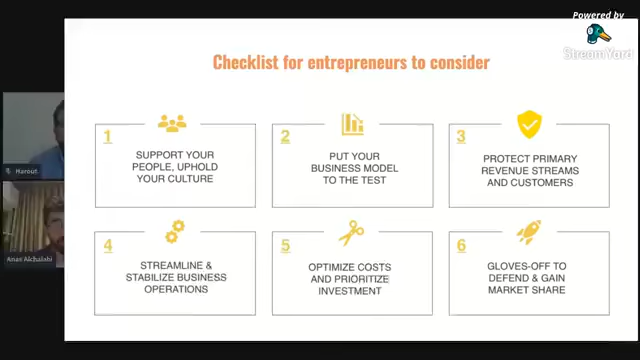 Powered by
StreamYard
Checklist for entrepreneurs to consider
1
SUPPORT YOUR
PEOPLE, UPHOLD
YOUR CULTURE
2
PUT YOUR
BUSINESS MODEL
TO THE TEST
3
PROTECT PRIMARY
REVENUE STREAMS
AND CUSTOMERS
Harout
Anas Alchalabi
4
STREAMLINE &
STABILIZE BUSINESS
OPERATIONS
5
OPTIMIZE COSTS
AND PRIORITIZE
INVESTMENT
6
GLOVES-OFF TO
DEFEND & GAIN
MARKET SHARE